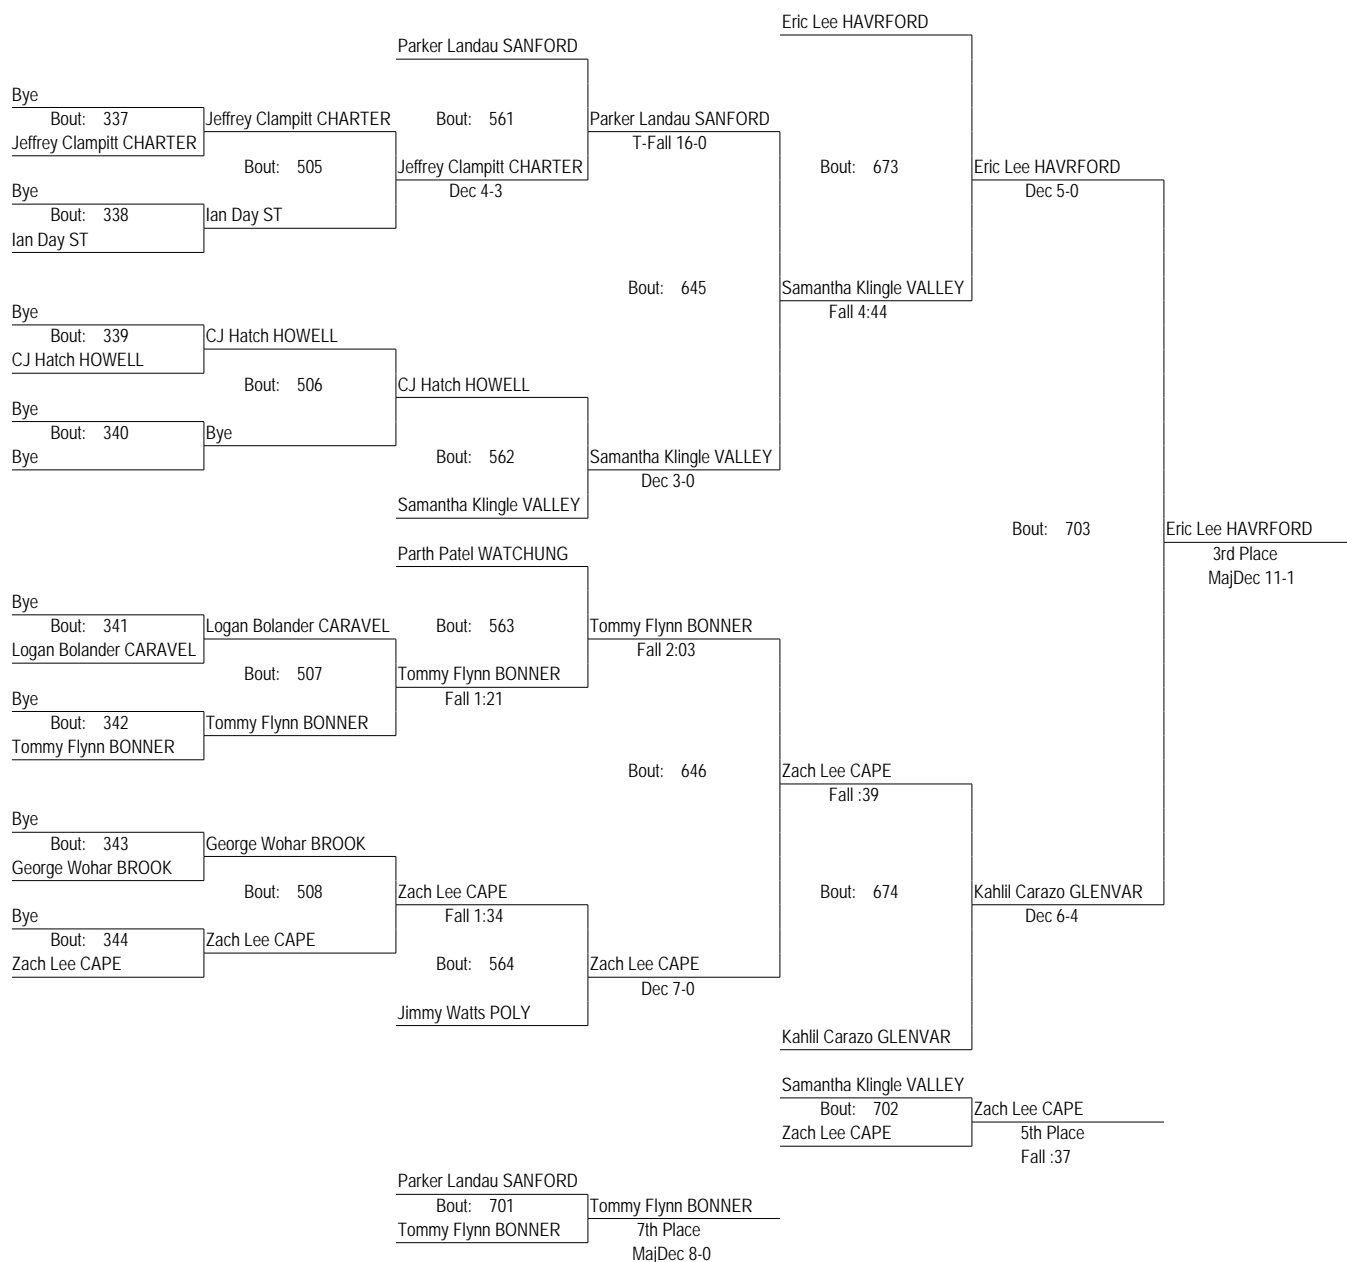 Eric Lee HAVRFORD
Parker Landau SANFORD
Bye
Bout: 337
Jeffrey Clampitt CHARTER
Jeffrey Clampitt CHARTER
Bout: 561
Parker Landau SANFORD
T-Fall 16-0
Bout: 505
Jeffrey Clampitt CHARTER
Dec 4-3
Bout: 673
Eric Lee HAVRFORD
Dec 5-0
Bye
Bout: 338
Ian Day ST
Ian Day ST
Bout: 645
Samantha Klingle VALLEY
Fall 4:44
Bye
Bout: 339
CJ Hatch HOWELL
CJ Hatch HOWELL
Bout: 506
CJ Hatch HOWELL
Bye
Bout: 340
Bye
Bye
Bout: 562
Samantha Klingle VALLEY
Dec 3-0
Samantha Klingle VALLEY
Bout: 703
Eric Lee HAVRFORD
3rd Place
MajDec 11-1
Parth Patel WATCHUNG
Bye
Bout: 341
Logan Bolander CARAVEL
Logan Bolander CARAVEL
Bout: 563
Tommy Flynn BONNER
Fall 2:03
Bout: 507
Tommy Flynn BONNER
Fall 1:21
Bye
Bout: 342
Tommy Flynn BONNER
Tommy Flynn BONNER
Bout: 646
Zach Lee CAPE
Fall :39
Bye
Bout: 343
George Wohar BROOK
George Wohar BROOK
Bout: 508
Zach Lee CAPE
Fall 1:34
Bout: 674
Kahlil Carazo GLENVAR
Dec 6-4
Bye
Bout: 344
Zach Lee CAPE
Zach Lee CAPE
Bout: 564
Zach Lee CAPE
Dec 7-0
Jimmy Watts POLY
Kahlil Carazo GLENVAR
Samantha Klingle VALLEY
Bout: 702
Zach Lee CAPE
Zach Lee CAPE
5th Place
Fall :37
Parker Landau SANFORD
Bout: 701
Tommy Flynn BONNER
Tommy Flynn BONNER
7th Place
MajDec 8-0